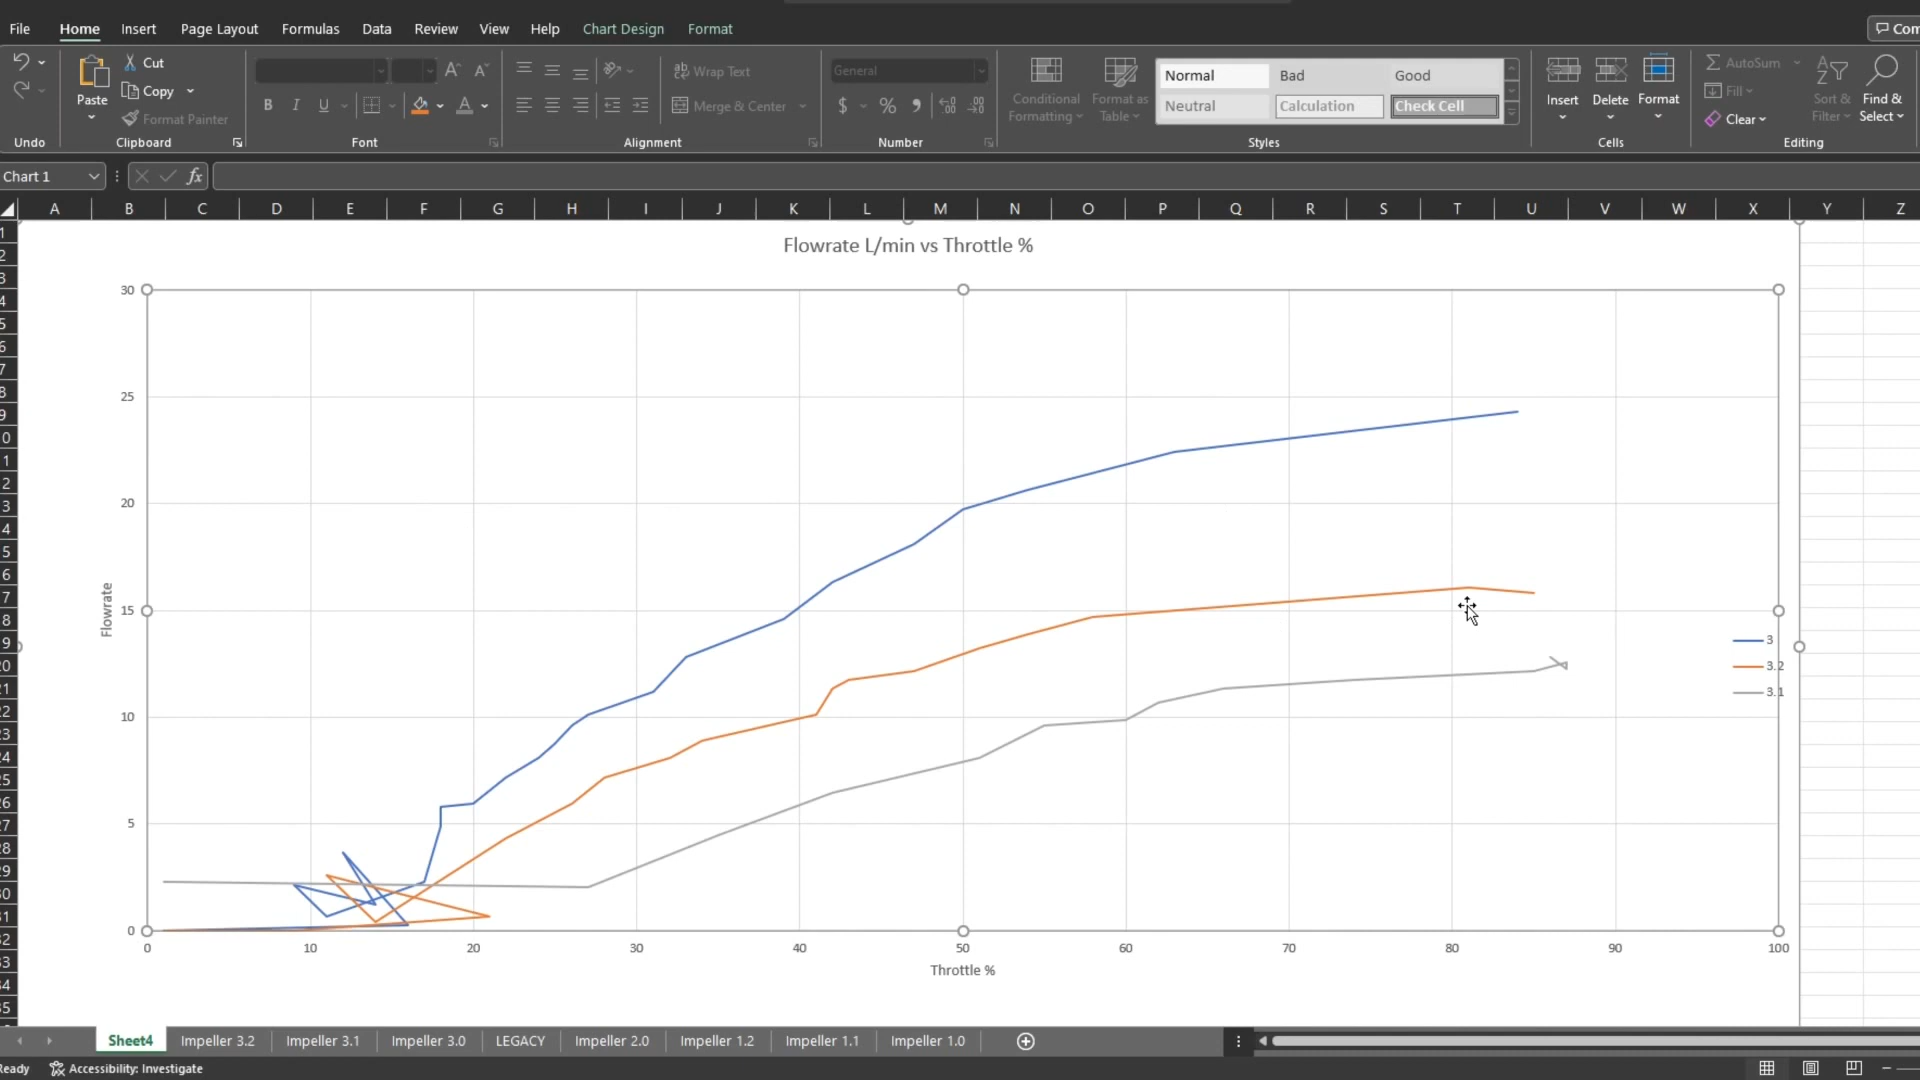 File Home Insert Page Layout Formulas Data Review View Help Chart Design Format Com
Paste Cut Copy Format Painter
B I U A
Wrap Text Merge & Center
General
$ % 9
Conditional Formatting
Format as Table
Normal Bad Good
Neutral Calculation Check Cell
Insert Delete Format
AutoSum
Fill
Clear
Sort & Filter
Find & Select
Undo Clipboard Font Alignment Number Styles Cells Editing
Chart 1 fx
A B C D E F G H I J K L M N O P Q R S T U V W X Y Z
Flowrate L/min vs Throttle %
30
25
20
15
10
5
0
Flowrate
3
3.2
3.1
0 10 20 30 40 50 60 70 80 90 100
Throttle %
Sheet4 Impeller 3.2 Impeller 3.1 Impeller 3.0 LEGACY Impeller 2.0 Impeller 1.2 Impeller 1.1 Impeller 1.0
eady Accessibility: Investigate